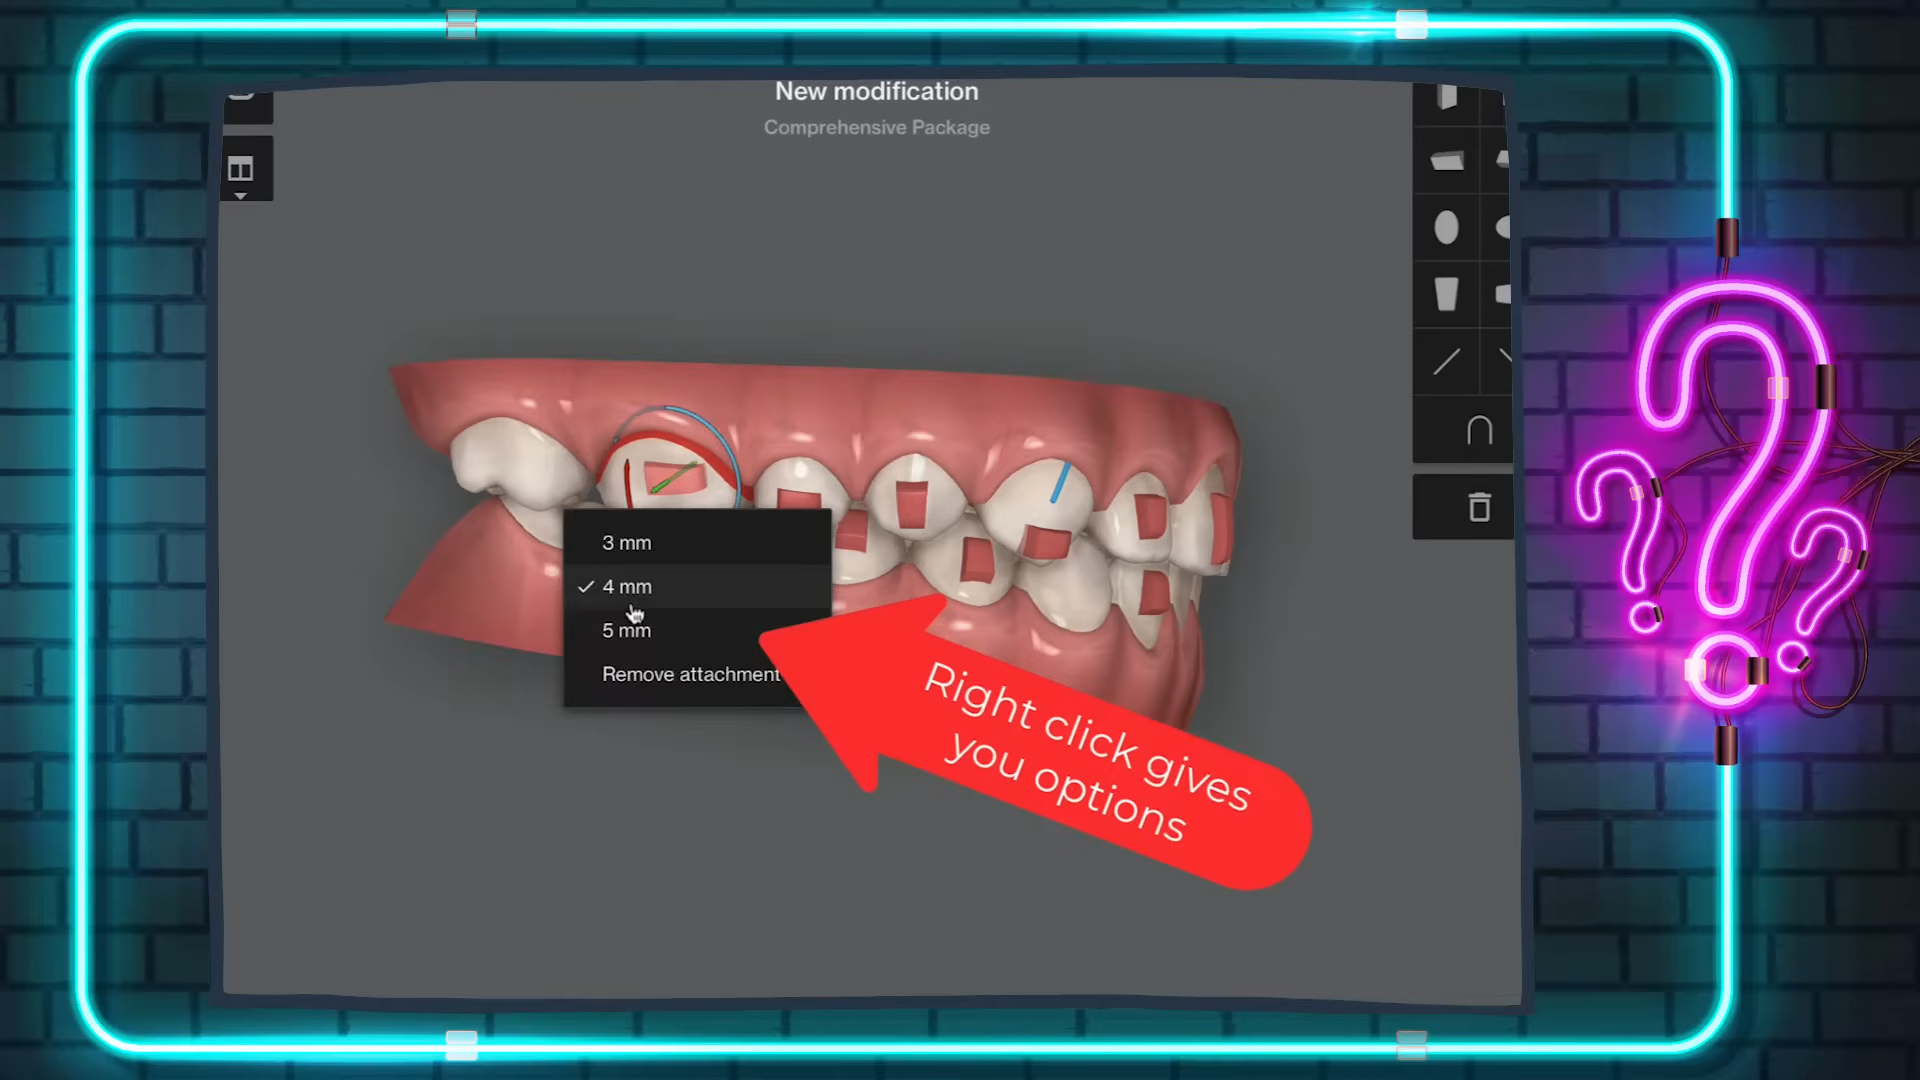 New modification
Comprehensive Package
3 mm
4 mm
5 mm
Remove attachment
Right click gives
you options